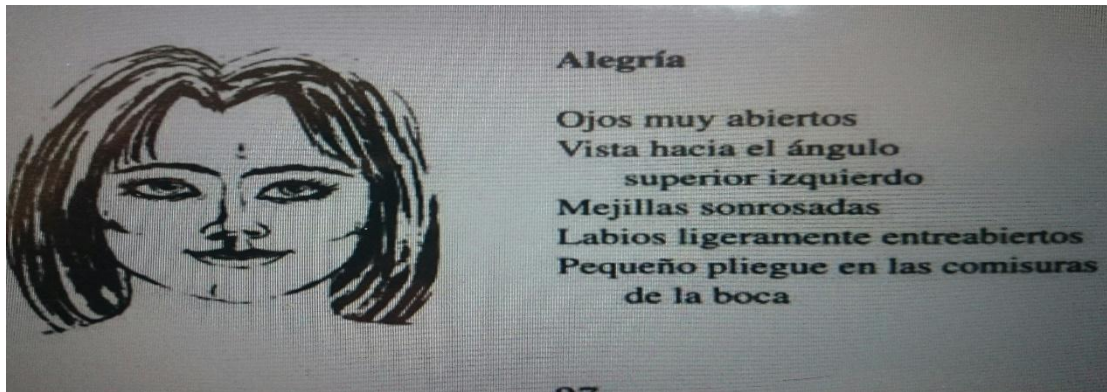 Alegría
Ojos muy abiertos
Vista hacia el ángulo
superior izquierdo
Mejillas sonrosadas
Labios ligeramente entreabiertos
Pequeño pliegue en las comisuras
de la boca